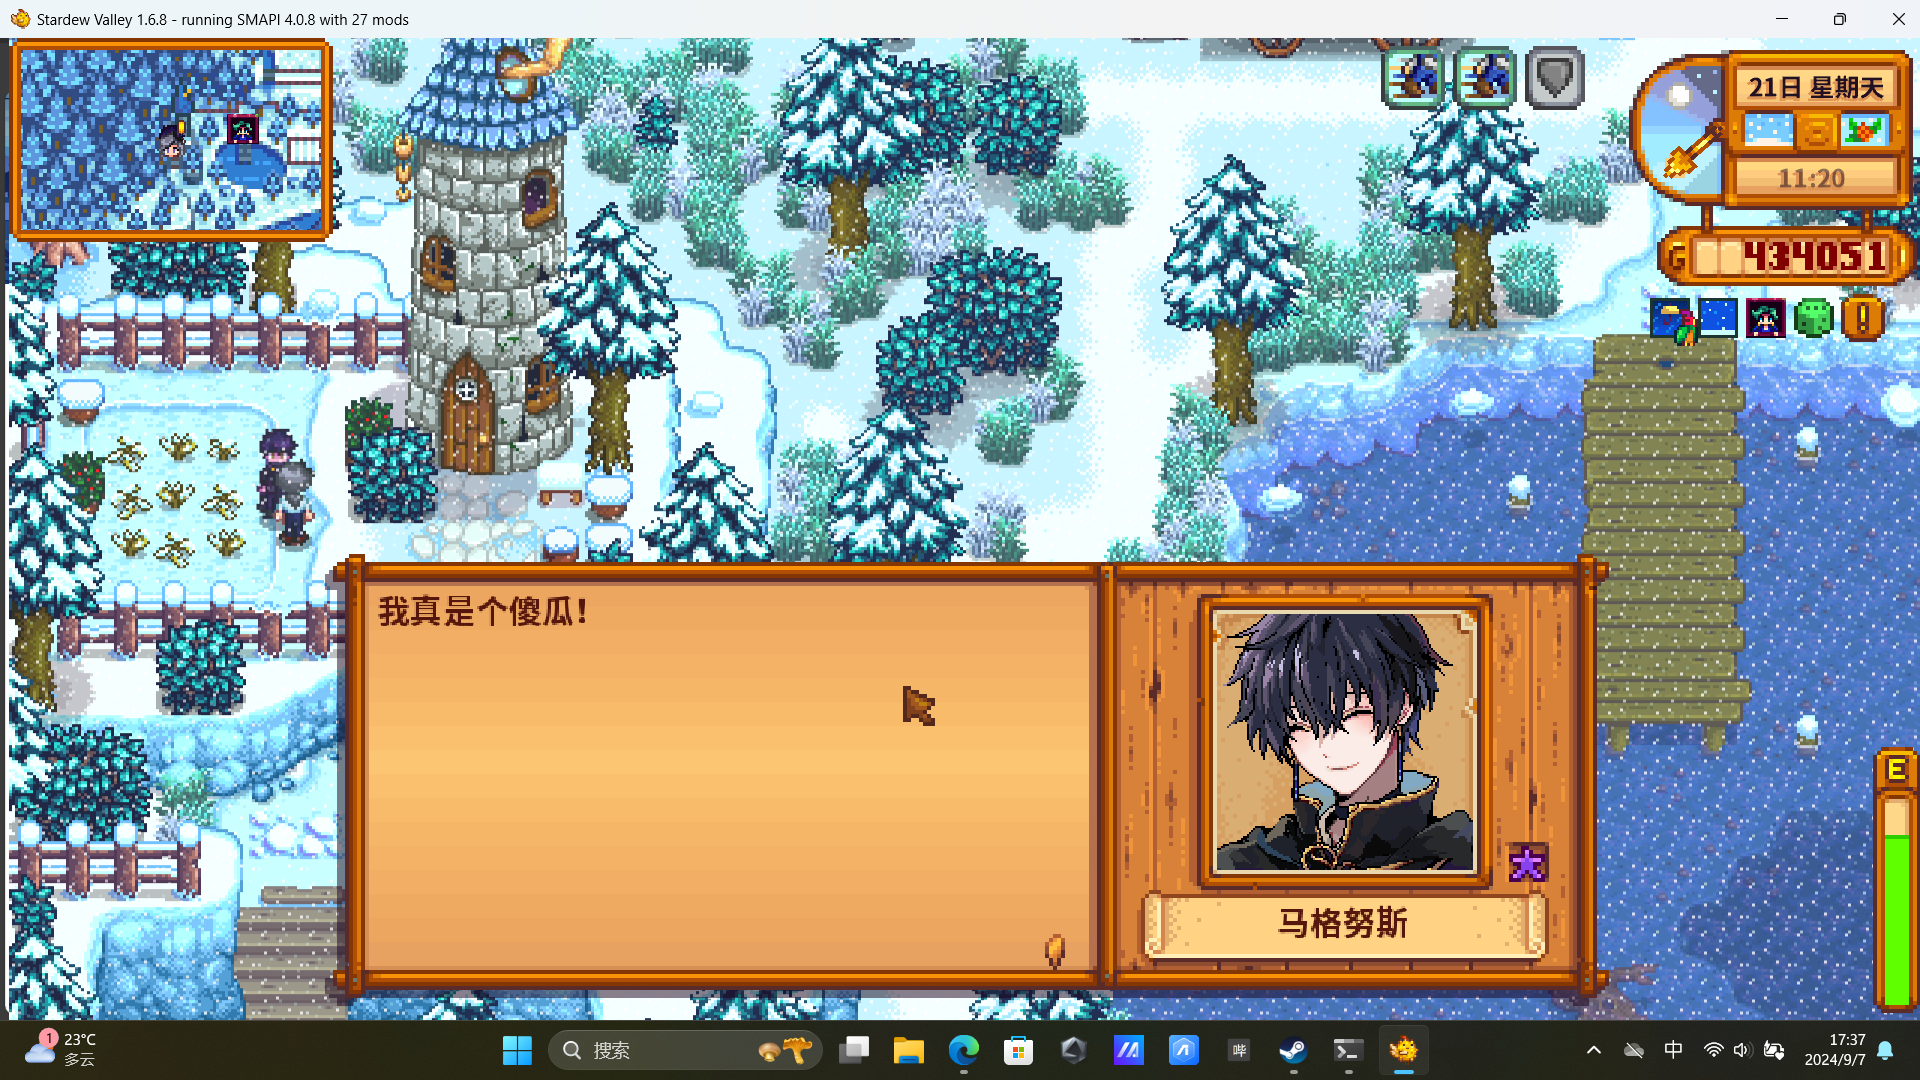 Stardew Valley 1.6.8 - running SMAPI 4.0.8 with 27 mods
21日 星期天
11:20
G 434051
我真是个傻瓜！
马格努斯
E
1
23°C
多云
搜索
哔
中
17:37
2024/9/7